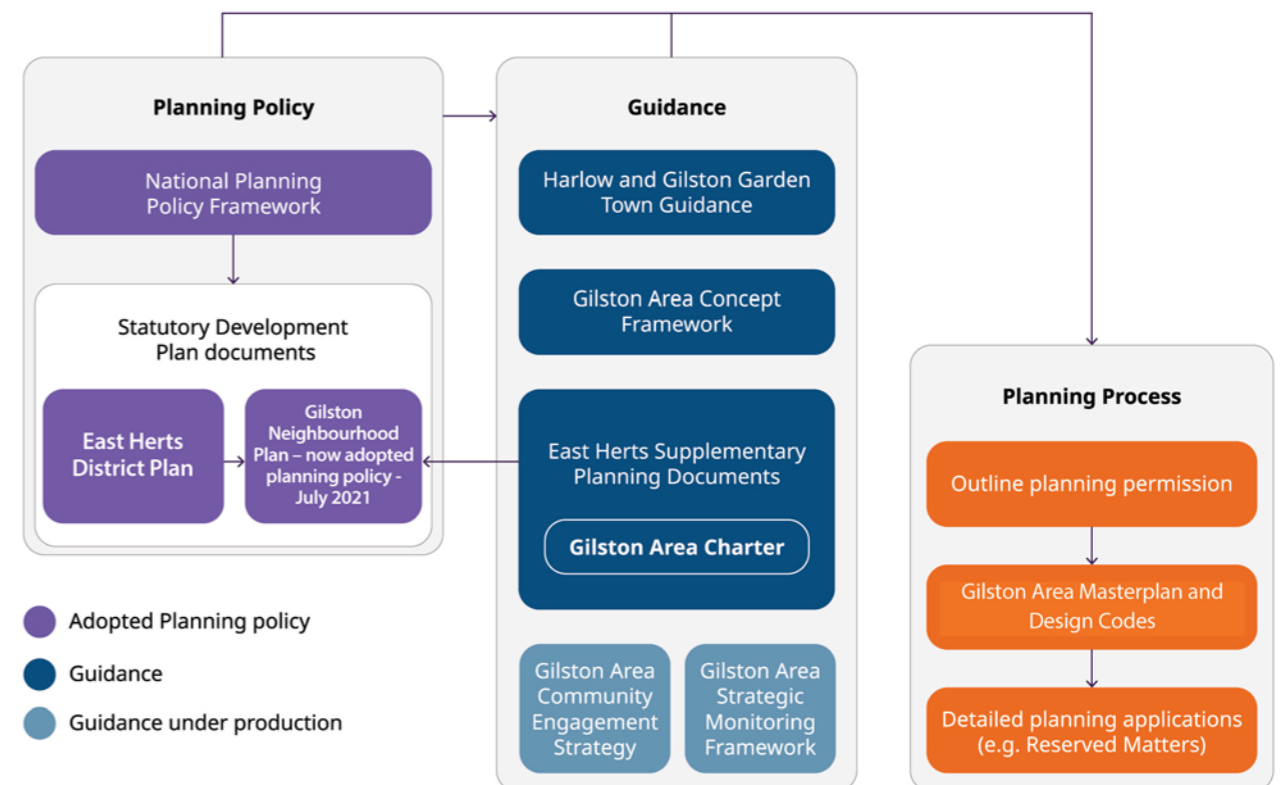 Planning Policy
National Planning
Policy Framework
Statutory Development
Plan documents
East Herts
District Plan
Gilston
Neighbourhood
Plan – now adopted
planning policy -
July 2021
Adopted Planning policy
Guidance
Guidance under production
Guidance
Harlow and Gilston Garden
Town Guidance
Gilston Area Concept
Framework
East Herts Supplementary
Planning Documents
Gilston Area Charter
Gilston Area
Community
Engagement
Strategy
Gilston Area
Strategic
Monitoring
Framework
Planning Process
Outline planning permission
Gilston Area Masterplan and
Design Codes
Detailed planning applications
(e.g. Reserved Matters)